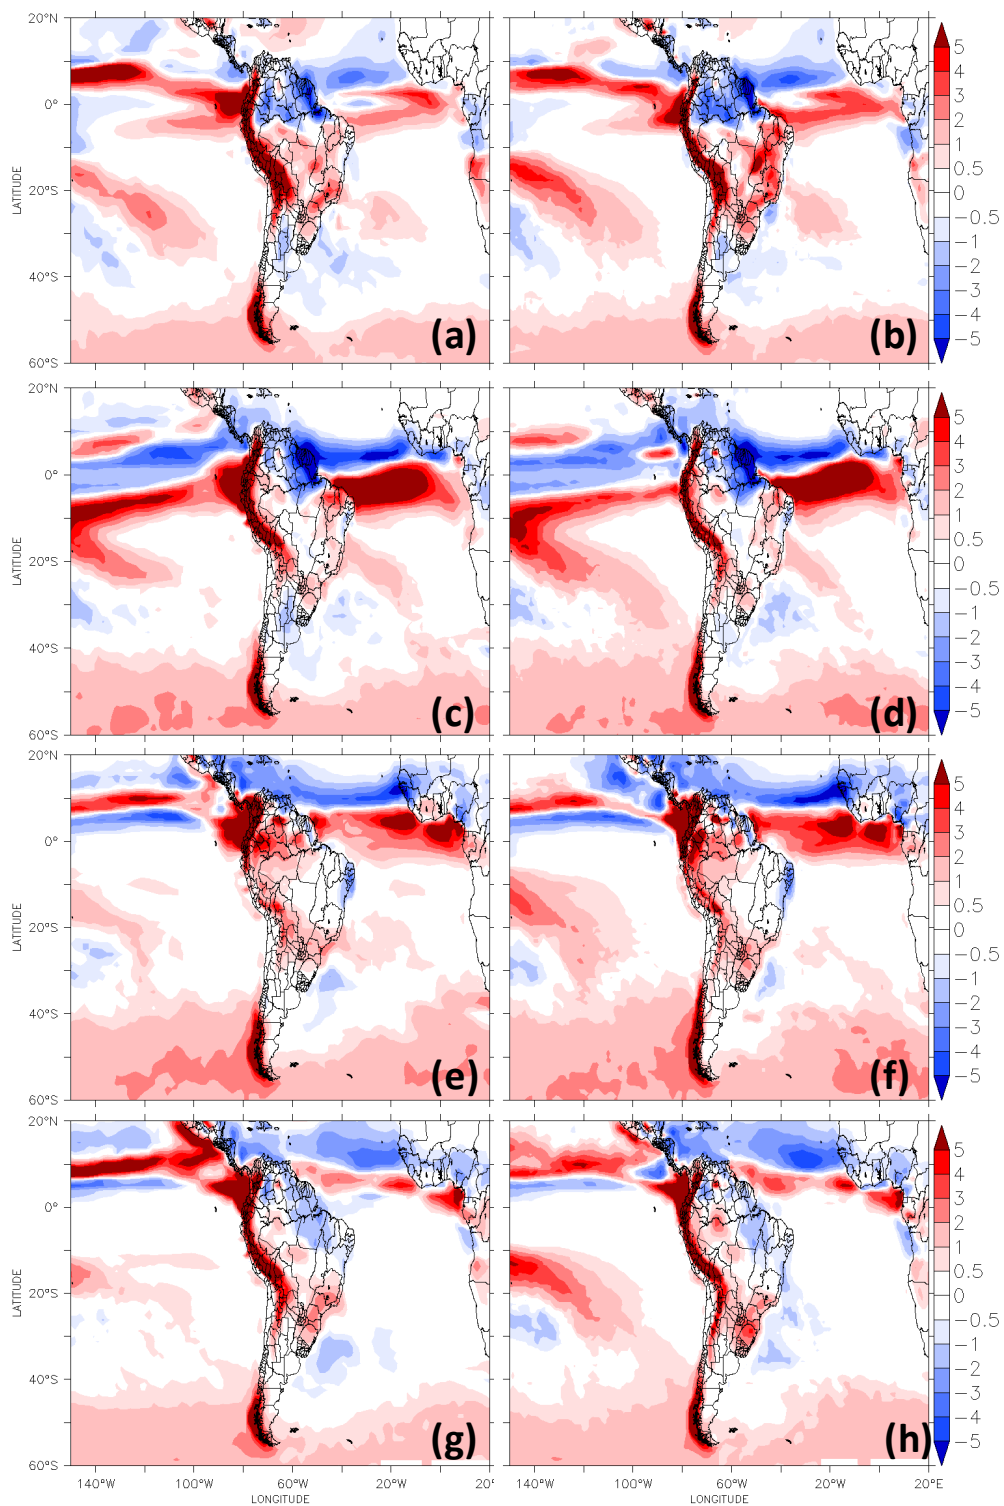 20°N
0°
20°S
40°S
60°S
LATITUDE
(a)
(b)
5
4
3
2
1
0.5
0
−0.5
−1
−2
−3
−4
−5
20°N
0°
20°S
40°S
60°S
LATITUDE
(c)
(d)
5
4
3
2
1
0.5
0
−0.5
−1
−2
−3
−4
−5
20°N
0°
20°S
40°S
60°S
LATITUDE
(e)
(f)
5
4
3
2
1
0.5
0
−0.5
−1
−2
−3
−4
−5
20°N
0°
20°S
40°S
60°S
LATITUDE
(g)
(h)
5
4
3
2
1
0.5
0
−0.5
−1
−2
−3
−4
−5
140°W 100°W 60°W 20°W 20°
140°W 100°W 60°W 20°W 20°E
LONGITUDE
LONGITUDE